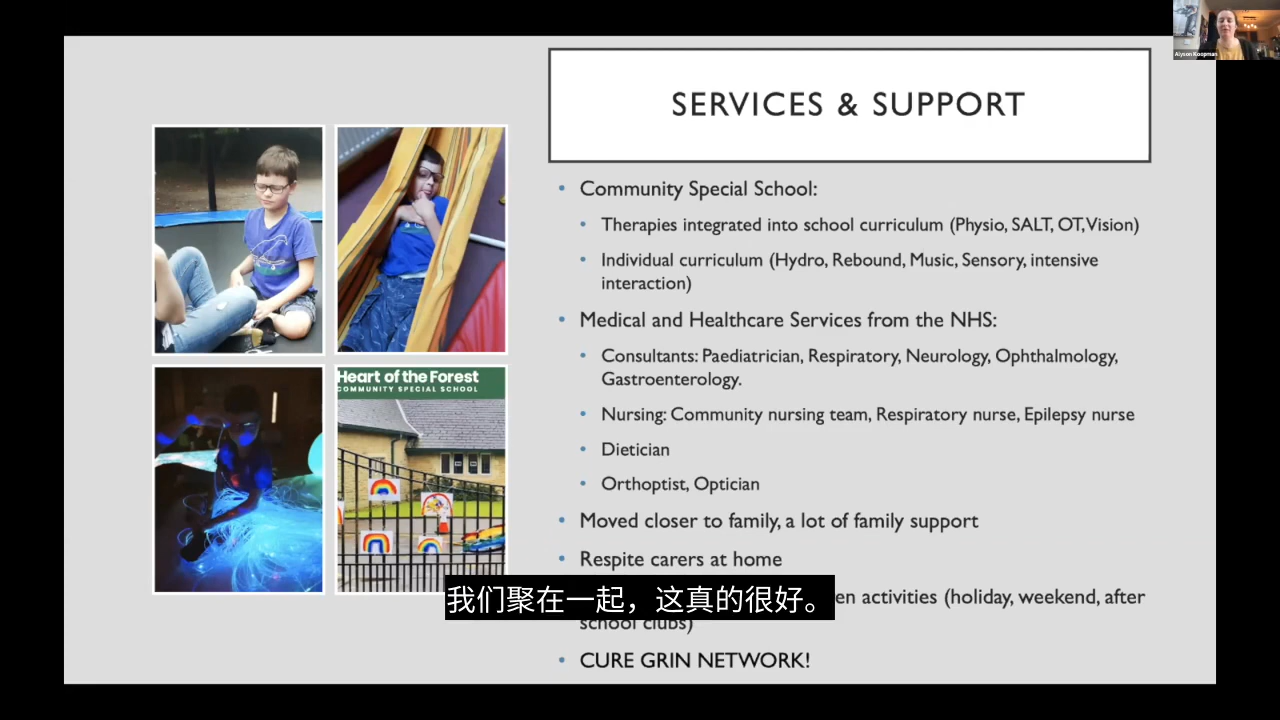 Alyson Koopman
SERVICES & SUPPORT
• Community Special School:
• Therapies integrated into school curriculum (Physio, SALT, OT, Vision)
• Individual curriculum (Hydro, Rebound, Music, Sensory, intensive
interaction)
• Medical and Healthcare Services from the NHS:
• Consultants: Paediatrician, Respiratory, Neurology, Ophthalmology,
Gastroenterology.
• Nursing: Community nursing team, Respiratory nurse, Epilepsy nurse
• Dietician
• Orthoptist, Optician
• Moved closer to family, a lot of family support
• Respite carers at home
activities (holiday, weekend, after
school clubs)
• CURE GRIN NETWORK!
Heart of the Forest
COMMUNITY SPECIAL SCHOOL
我们聚在一起，这真的很好。